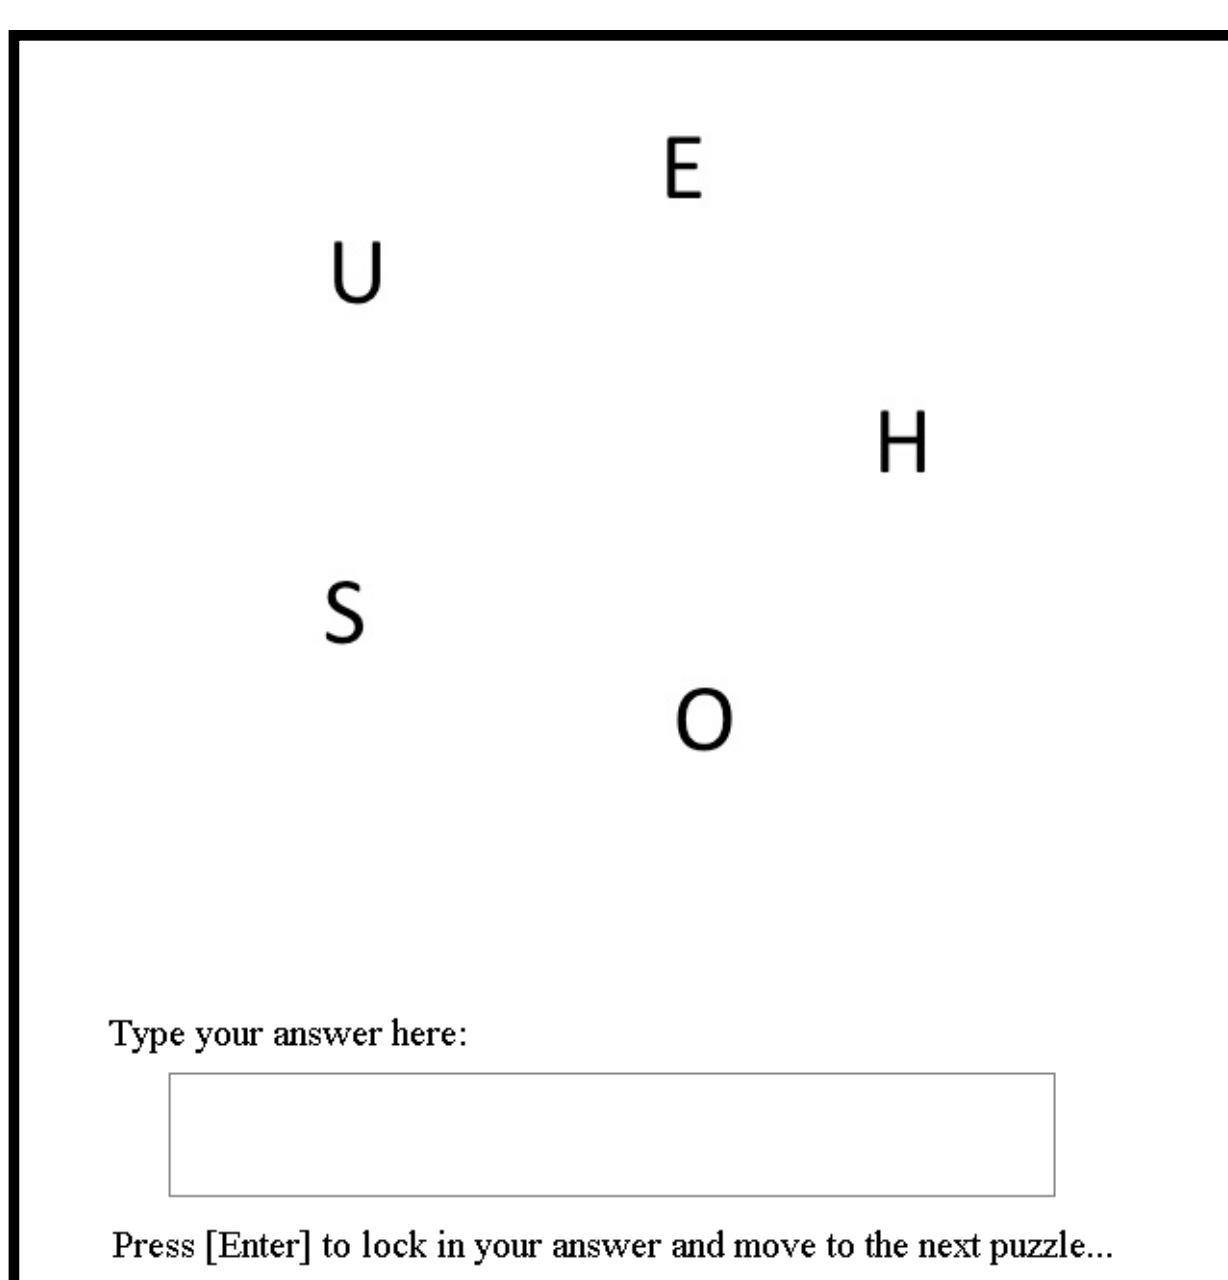 E
U
H
S
O
Type your answer here:
Press [Enter] to lock in your answer and move to the next puzzle...